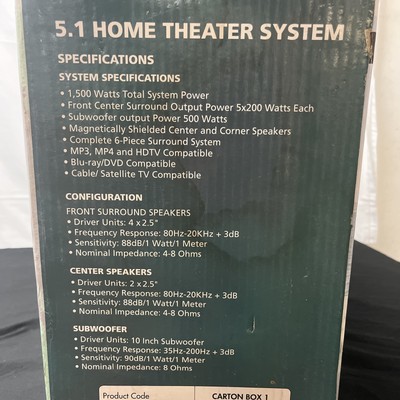 5.1 HOME THEATER SYSTEM
SPECIFICATIONS
SYSTEM SPECIFICATIONS
• 1,500 Watts Total System Power
• Front Center Surround Output Power 5x200 Watts Each
• Subwoofer output Power 500 Watts
• Magnetically Shielded Center and Corner Speakers
• Complete 6-Piece Surround System
• MP3, MP4 and HDTV Compatible
• Blu-ray/DVD Compatible
• Cable/ Satellite TV Compatible
CONFIGURATION
FRONT SURROUND SPEAKERS
• Driver Units: 4 x 2.5"
• Frequency Response: 80Hz-20KHz + 3dB
• Sensitivity: 88dB/1 Watt/1 Meter
• Nominal Impedance: 4-8 Ohms
CENTER SPEAKERS
• Driver Units: 2 x 2.5"
• Frequency Response: 80Hz-20KHz + 3dB
• Sensitivity: 88dB/1 Watt/1 Meter
• Nominal Impedance: 4-8 Ohms
SUBWOOFER
• Driver Units: 10 Inch Subwoofer
• Frequency Response: 35Hz-200Hz + 3dB
• Sensitivity: 90dB/1 Watt/1 Meter
• Nominal Impedance: 8 Ohms
Product Code CARTON BOX 1